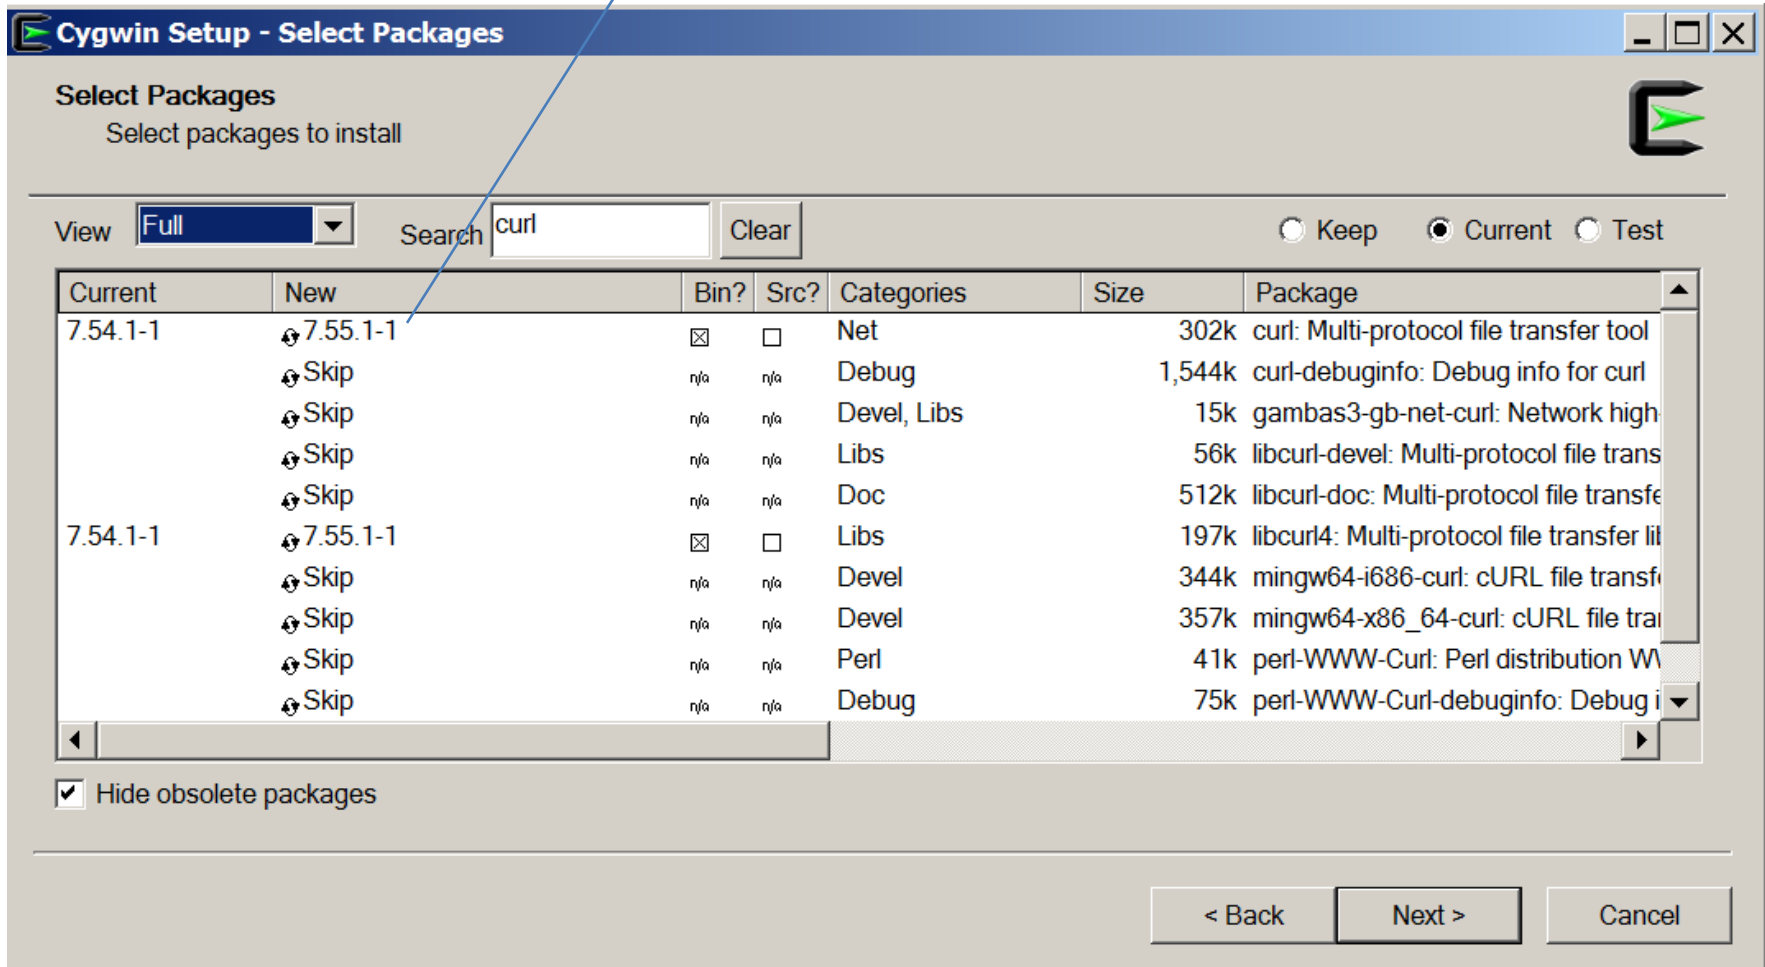 Cygwin Setup - Select Packages
Select Packages
Select packages to install
View Full Search curl Clear Keep Current Test
Current New Bin? Src? Categories Size Package
7.54.1-1 7.55.1-1 Net 302k curl: Multi-protocol file transfer tool
Skip n/a n/a Debug 1,544k curl-debuginfo: Debug info for curl
Skip n/a n/a Devel, Libs 15k gambas3-gb-net-curl: Network high-
Skip n/a n/a Libs 56k libcurl-devel: Multi-protocol file trans
Skip n/a n/a Doc 512k libcurl-doc: Multi-protocol file transfe
7.54.1-1 7.55.1-1 Libs 197k libcurl4: Multi-protocol file transfer lib
Skip n/a n/a Devel 344k mingw64-i686-curl: cURL file transfe
Skip n/a n/a Devel 357k mingw64-x86_64-curl: cURL file tran
Skip n/a n/a Perl 41k perl-WWW-Curl: Perl distribution WW
Skip n/a n/a Debug 75k perl-WWW-Curl-debuginfo: Debug i
Hide obsolete packages
< Back Next > Cancel